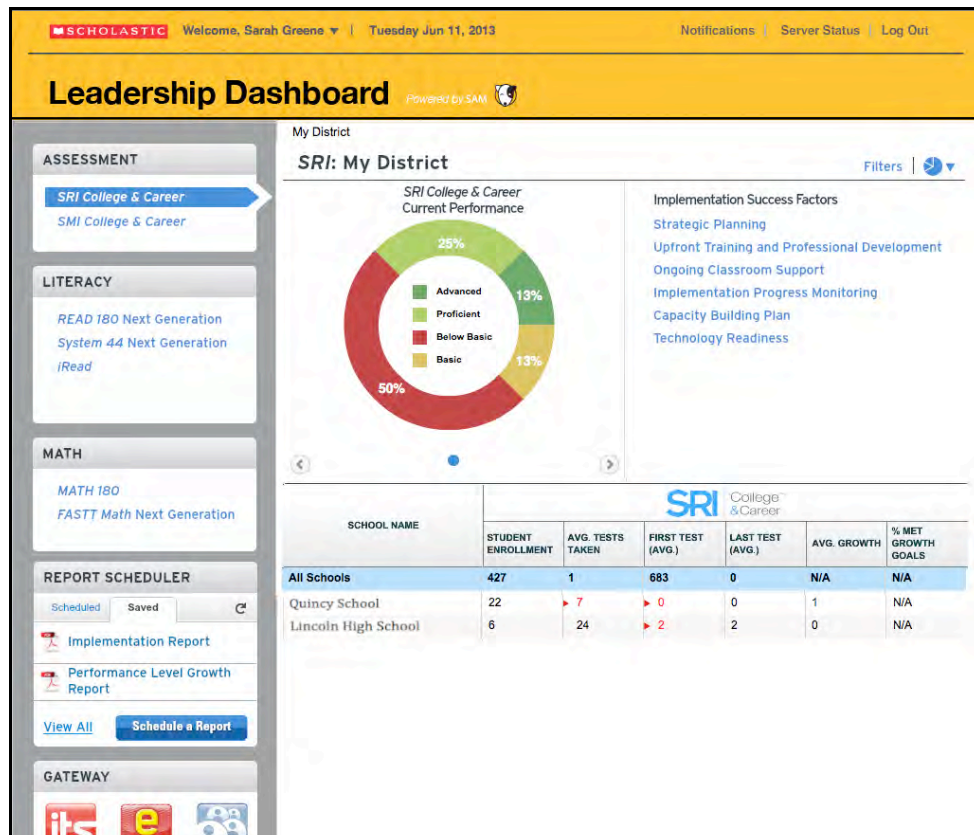 SCHOLASTIC Welcome, Sarah Greene | Tuesday Jun 11, 2013 Notifications | Server Status | Log Out
Leadership Dashboard Powered by SAM
My District
ASSESSMENT
SRI College & Career
SMI College & Career
LITERACY
READ 180 Next Generation
System 44 Next Generation
iRead
MATH
MATH 180
FASTT Math Next Generation
REPORT SCHEDULER
Scheduled Saved
Implementation Report
Performance Level Growth
Report
View All Schedule a Report
GATEWAY
its e
SRI: My District
Filters
SRI College & Career
Current Performance
25%
13%
13%
50%
Advanced
Proficient
Below Basic
Basic
Implementation Success Factors
Strategic Planning
Upfront Training and Professional Development
Ongoing Classroom Support
Implementation Progress Monitoring
Capacity Building Plan
Technology Readiness
SRI College & Career
SCHOOL NAME
STUDENT ENROLLMENT
AVG. TESTS TAKEN
FIRST TEST (AVG.)
LAST TEST (AVG.)
AVG. GROWTH
% MET GROWTH GOALS
All Schools 427 1 683 0 N/A N/A
Quincy School 22 7 0 0 1 N/A
Lincoln High School 6 24 2 2 0 N/A